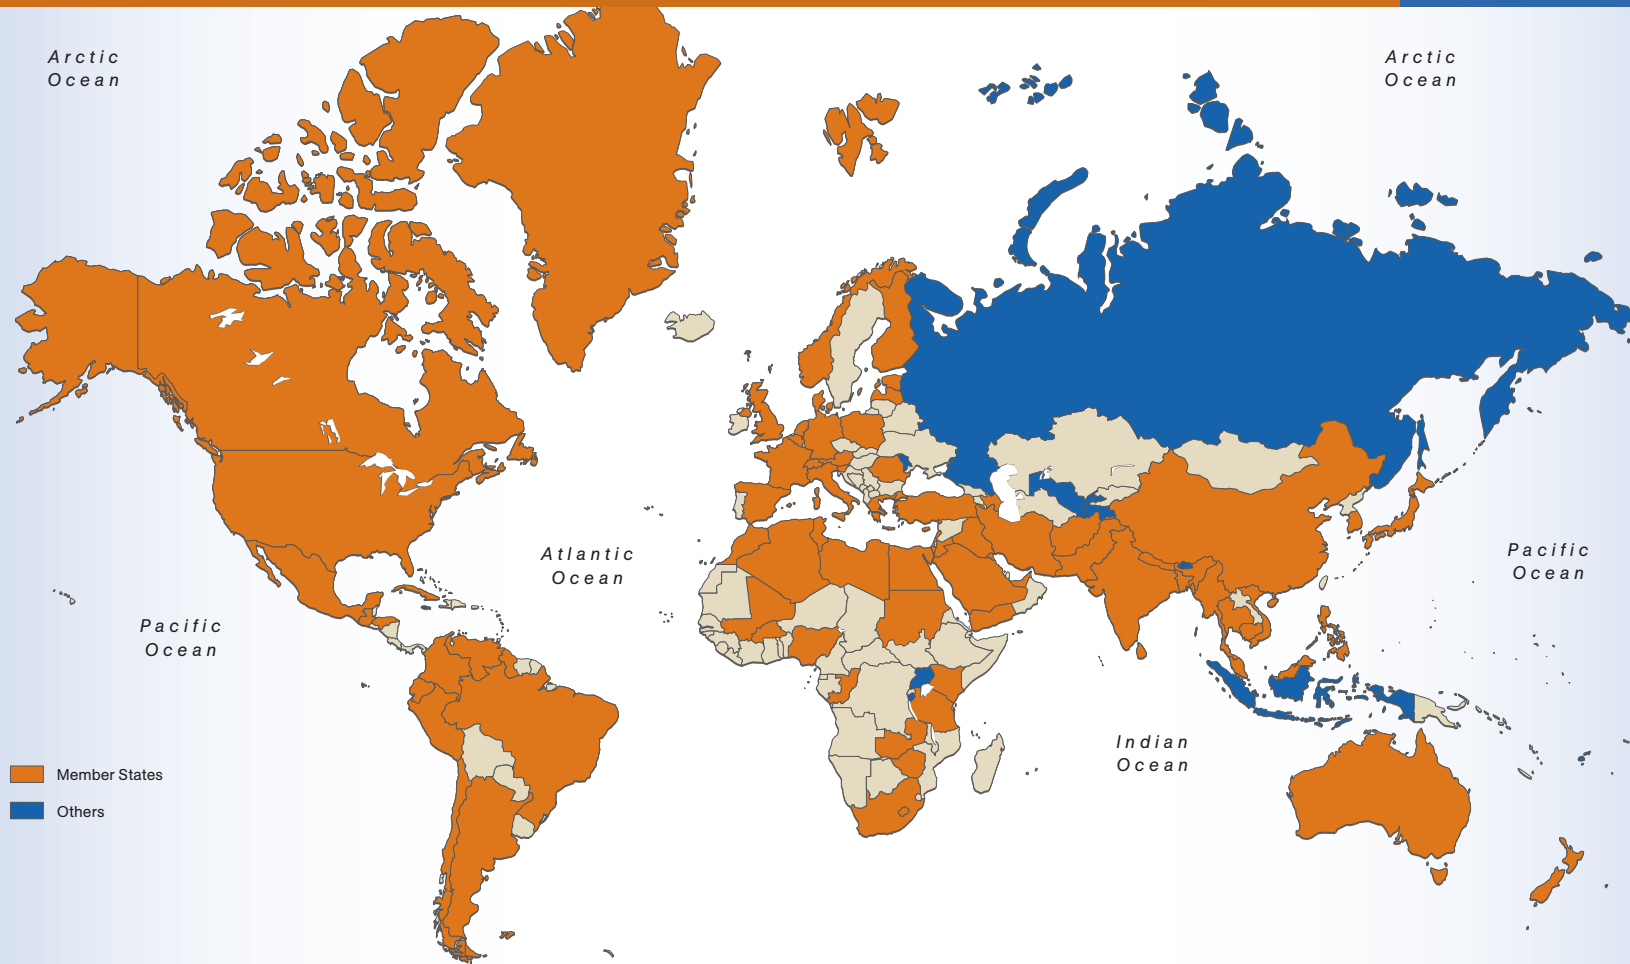 Arctic
Ocean
Arctic
Ocean
Atlantic
Ocean
Pacific
Ocean
Pacific
Ocean
Indian
Ocean
Member States
Others